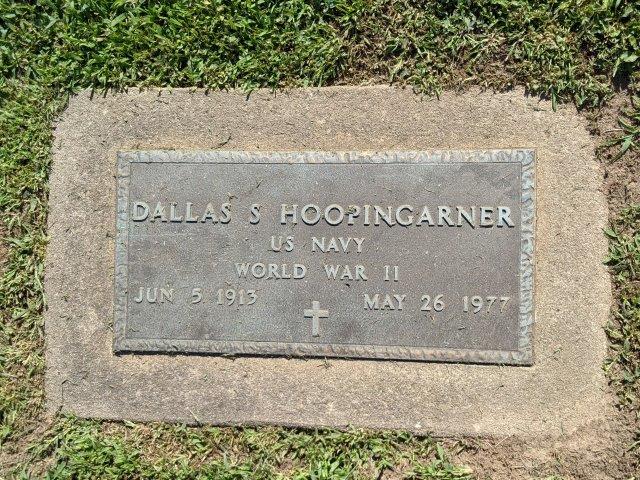 DALLAS S HOOPINGARNER
US NAVY
WORLD WAR II
JUN 5 1913 MAY 26 1977